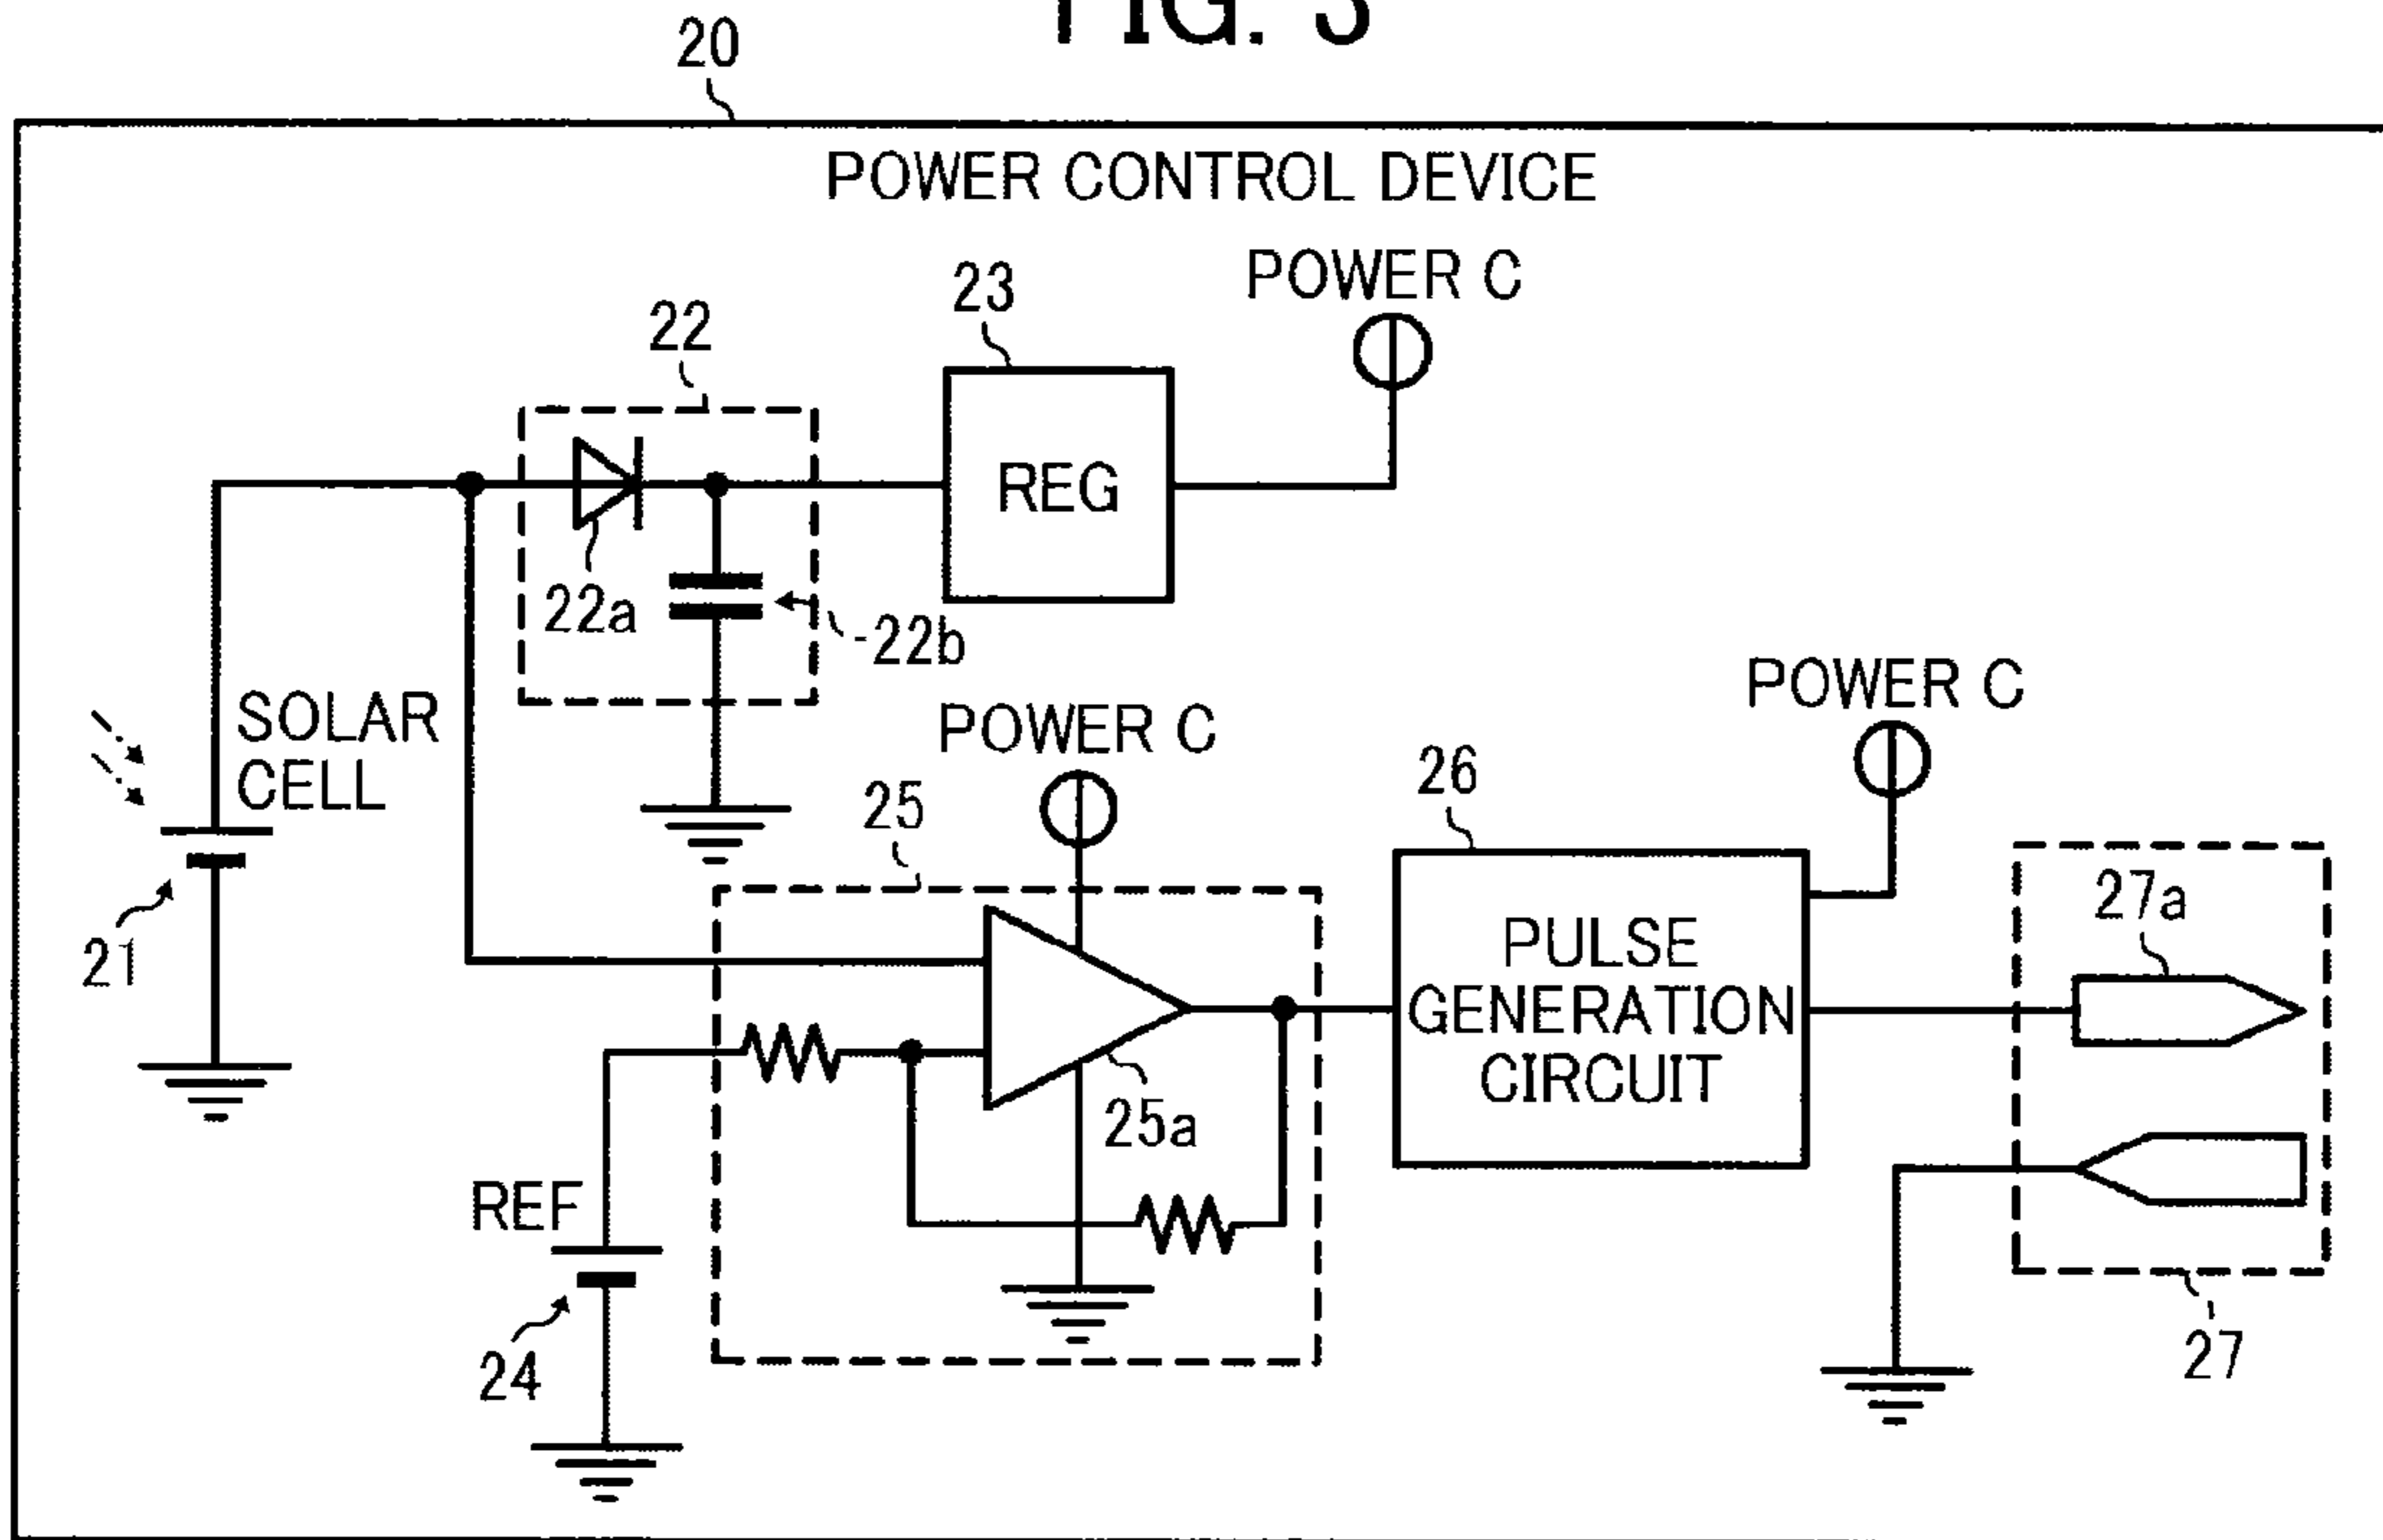 FIG. 3
20
POWER CONTROL DEVICE
POWER C
23
22
REG
22a
22b
SOLAR
CELL
POWER C
POWER C
26
25
27a
21
PULSE
GENERATION
CIRCUIT
25a
REF
24
27